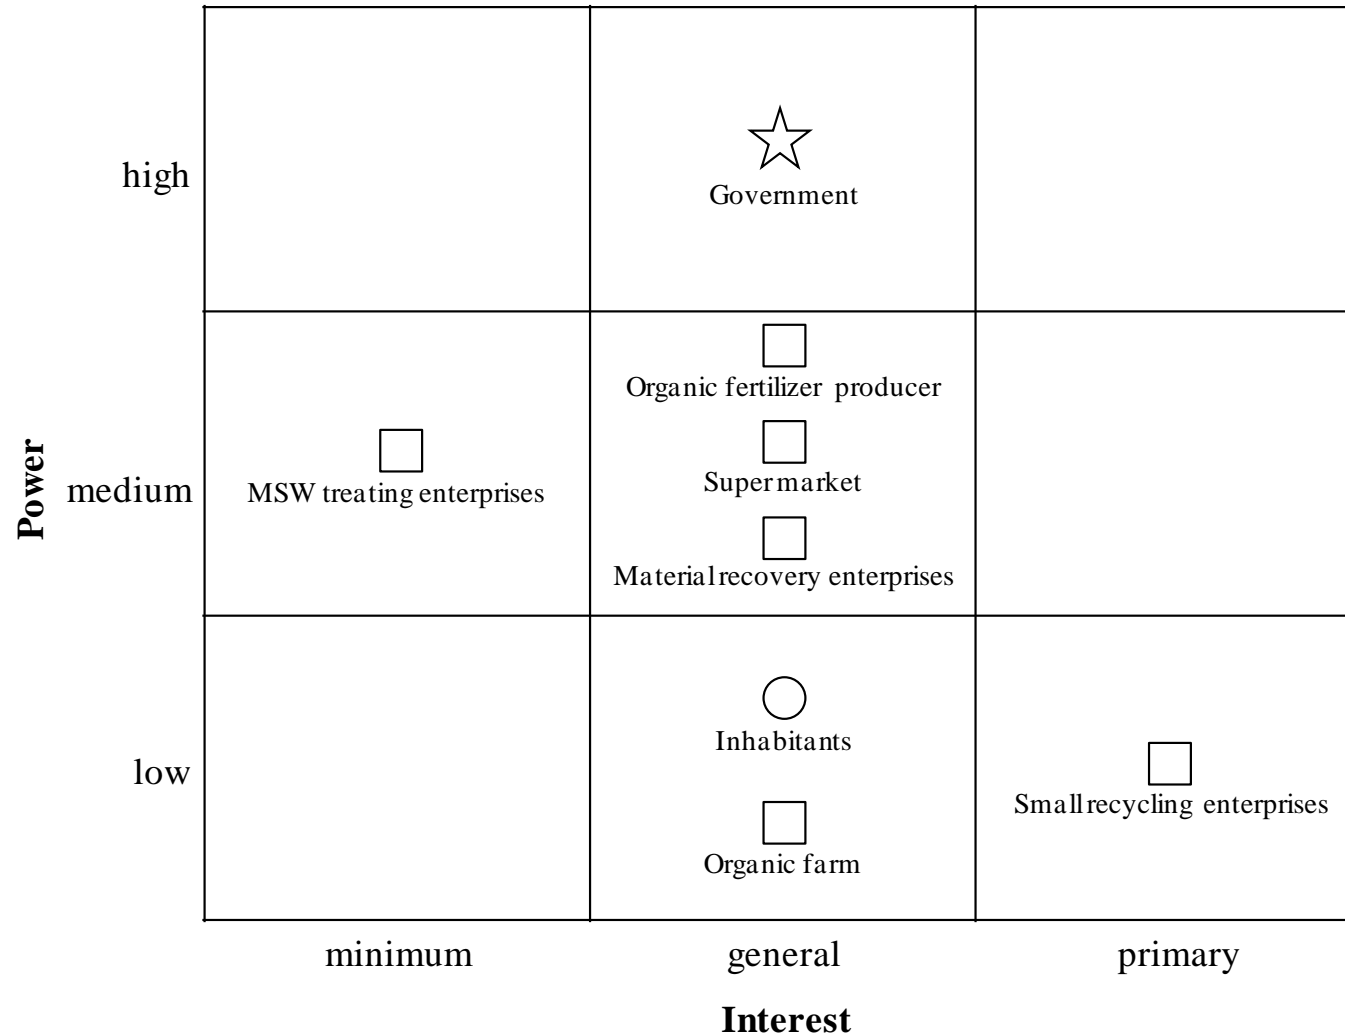 high
Government
Power
medium
MSW treating enterprises
Organic fertilizer producer
Supermarket
Material recovery enterprises
low
Inhabitants
Organic farm
Small recycling enterprises
minimum
general
primary
Interest